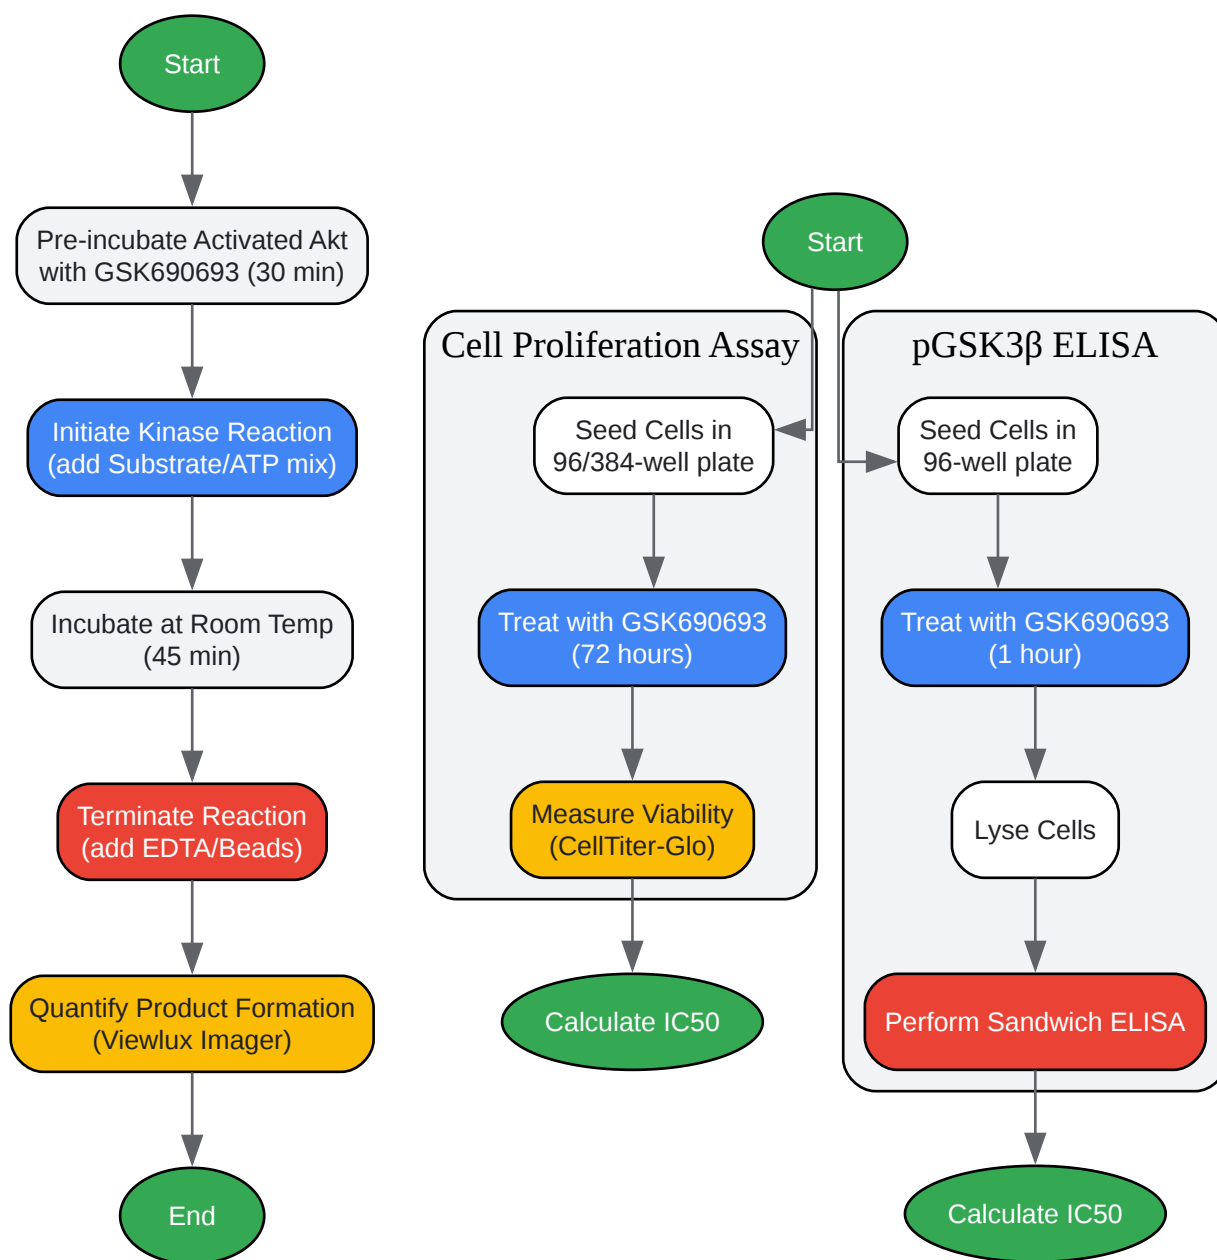 Start
Pre-incubate Activated Akt
with GSK690693 (30 min)
Initiate Kinase Reaction
(add Substrate/ATP mix)
Incubate at Room Temp
(45 min)
Terminate Reaction
(add EDTA/Beads)
Quantify Product Formation
(Viewlux Imager)
End
Start
Cell Proliferation Assay
Seed Cells in
96/384-well plate
Treat with GSK690693
(72 hours)
Measure Viability
(CellTiter-Glo)
Calculate IC50
pGSK3β ELISA
Seed Cells in
96-well plate
Treat with GSK690693
(1 hour)
Lyse Cells
Perform Sandwich ELISA
Calculate IC50